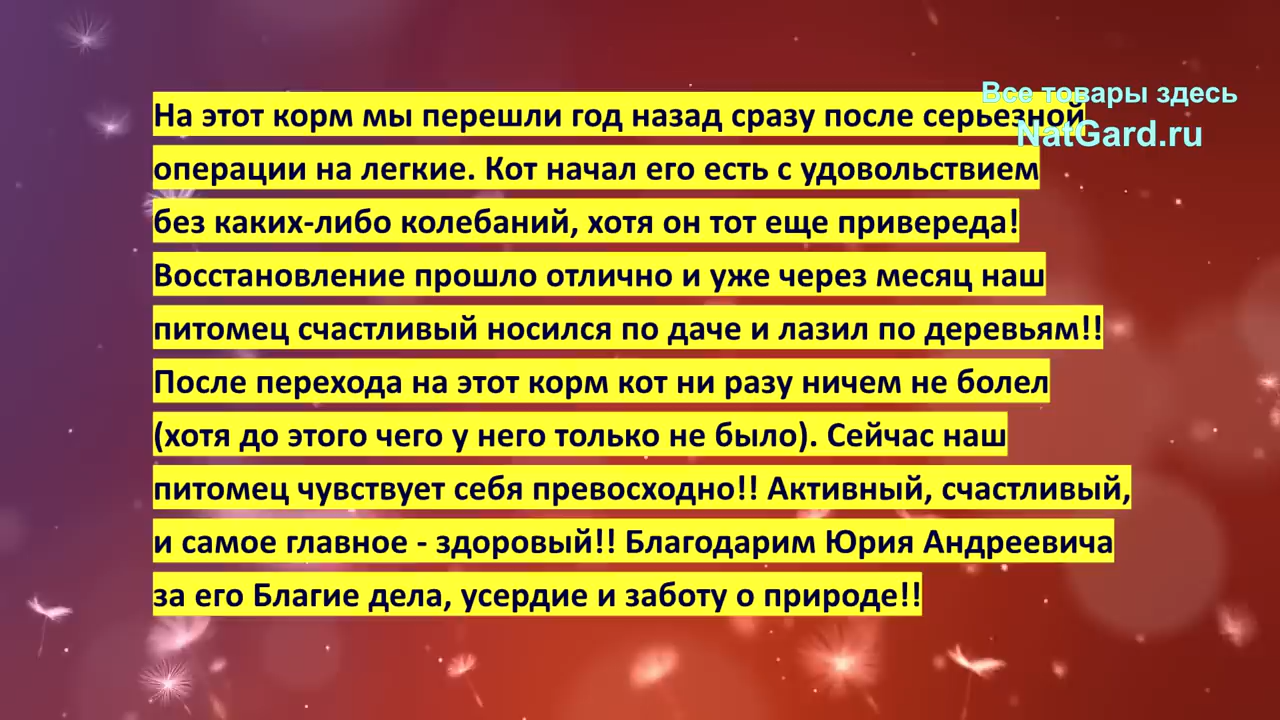 Все товары здесь
NatGard.ru
На этот корм мы перешли год назад сразу после серьезной
операции на легкие. Кот начал его есть с удовольствием
без каких-либо колебаний, хотя он тот еще привереда!
Восстановление прошло отлично и уже через месяц наш
питомец счастливый носился по даче и лазил по деревьям!!
После перехода на этот корм кот ни разу ничем не болел
(хотя до этого чего у него только не было). Сейчас наш
питомец чувствует себя превосходно!! Активный, счастливый,
и самое главное - здоровый!! Благодарим Юрия Андреевича
за его Благие дела, усердие и заботу о природе!!